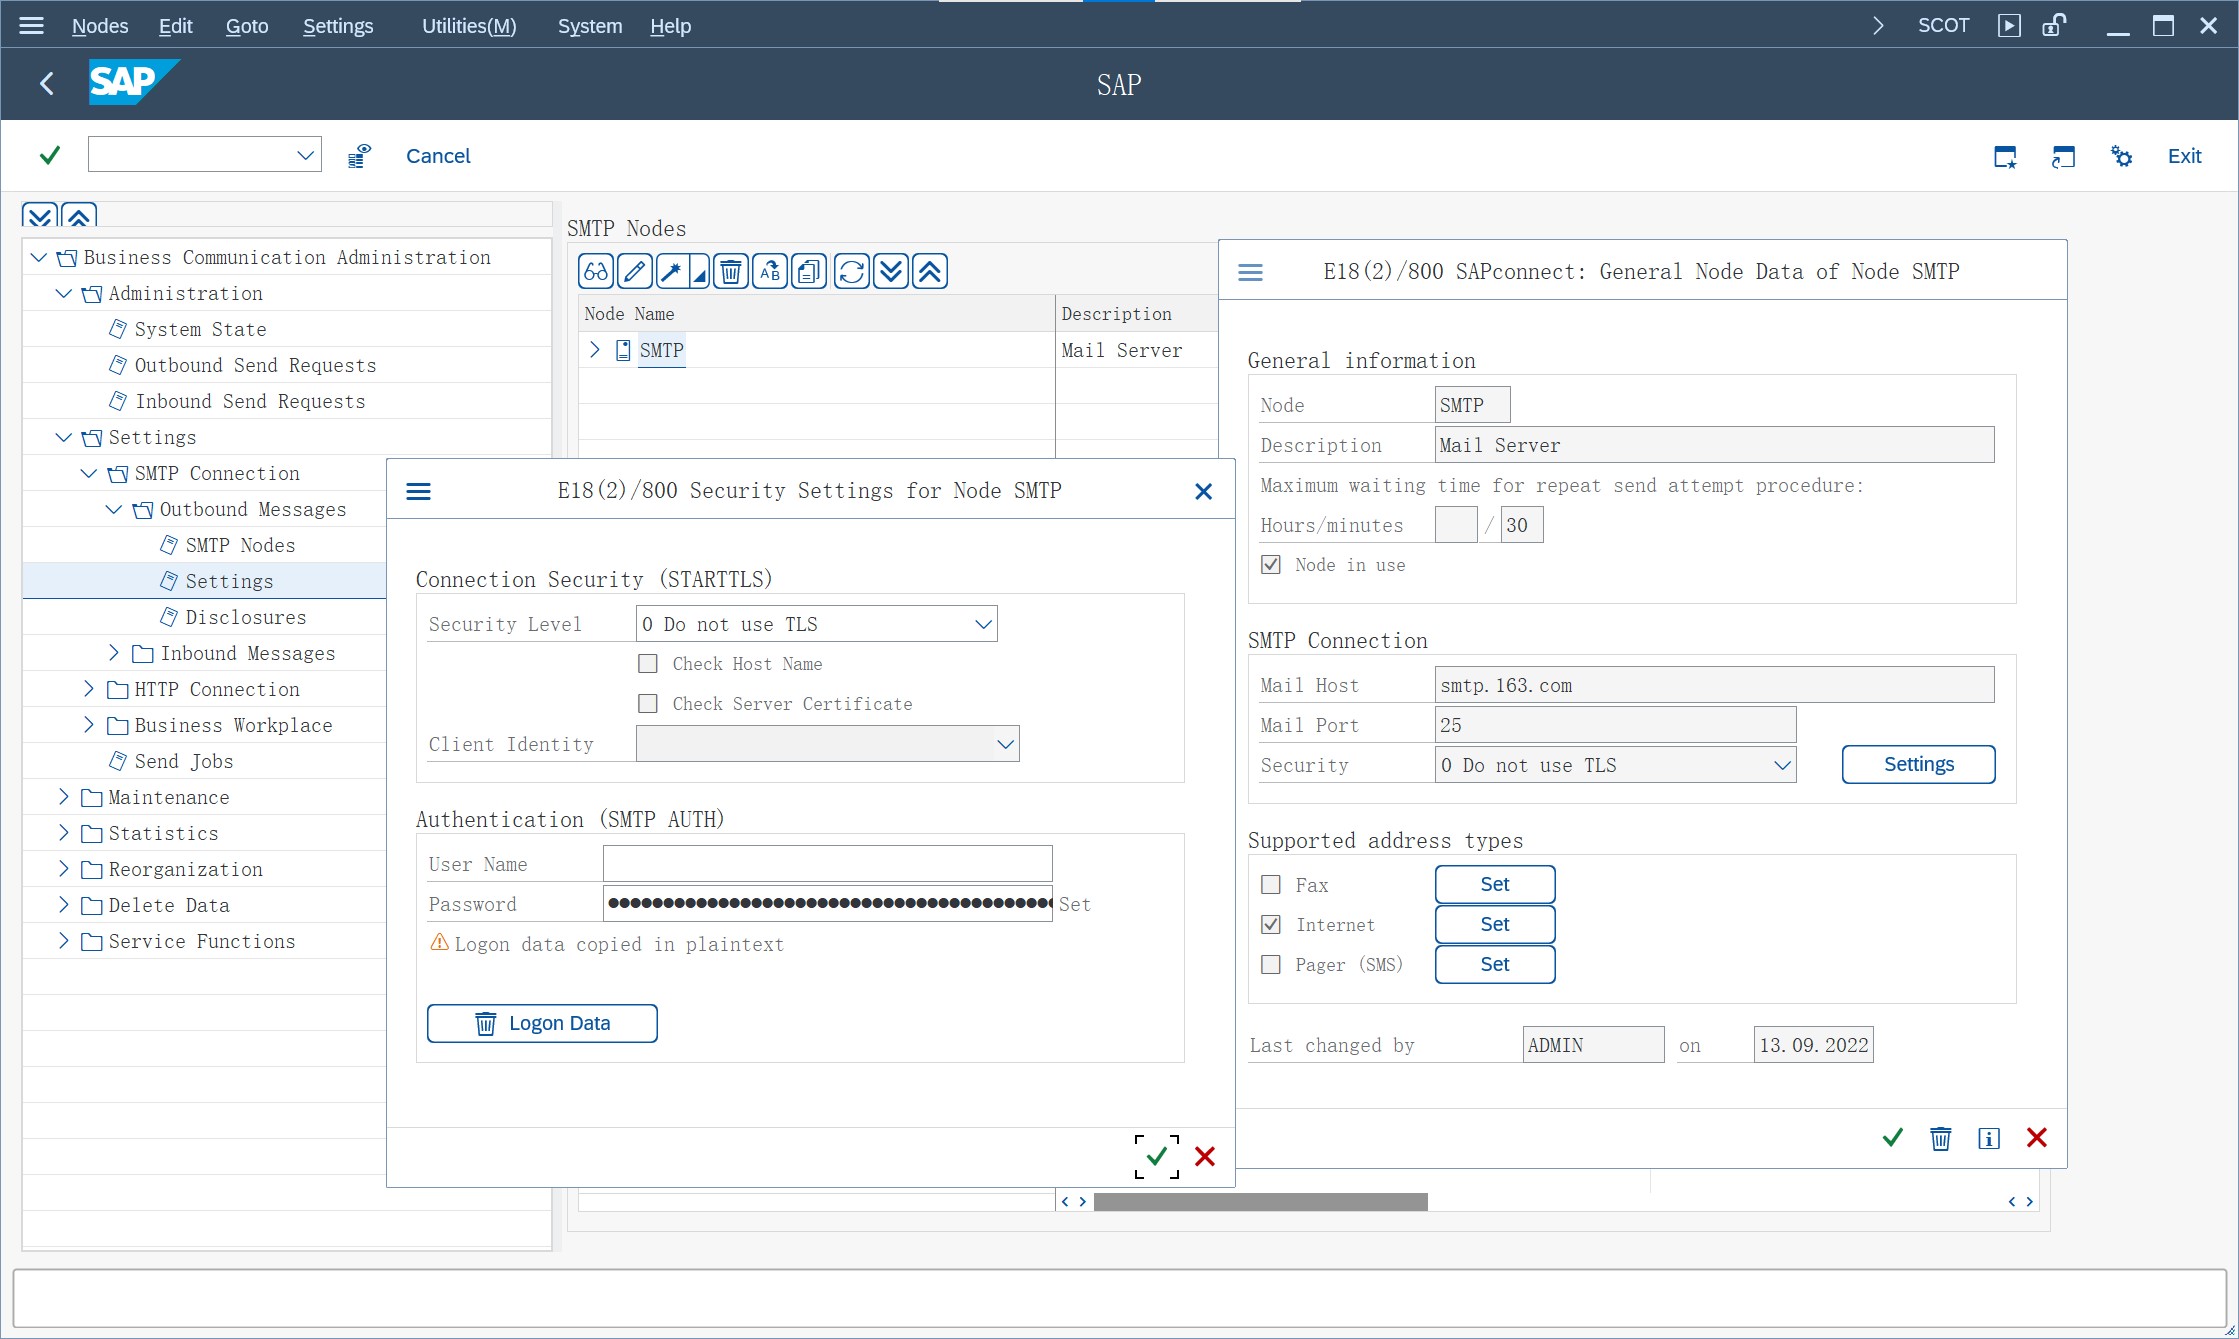 Nodes Edit Goto Settings Utilities(M) System Help SCOT
SAP
SAP
Cancel
Exit
Business Communication Administration
Administration
System State
Outbound Send Requests
Inbound Send Requests
Settings
SMTP Connection
Outbound Messages
SMTP Nodes
Settings
Disclosures
Inbound Messages
HTTP Connection
Business Workplace
Send Jobs
Maintenance
Statistics
Reorganization
Delete Data
Service Functions
SMTP Nodes
Node Name Description
SMTP Mail Server
E18(2)/800 Security Settings for Node SMTP
Connection Security (STARTTLS)
Security Level 0 Do not use TLS
Check Host Name
Check Server Certificate
Client Identity
Authentication (SMTP AUTH)
User Name
Password Set
Logon data copied in plaintext
Logon Data
E18(2)/800 SAPconnect: General Node Data of Node SMTP
General information
Node SMTP
Description Mail Server
Maximum waiting time for repeat send attempt procedure:
Hours/minutes / 30
Node in use
SMTP Connection
Mail Host smtp.163.com
Mail Port 25
Security 0 Do not use TLS Settings
Supported address types
Fax Set
Internet Set
Pager (SMS) Set
Last changed by ADMIN on 13.09.2022